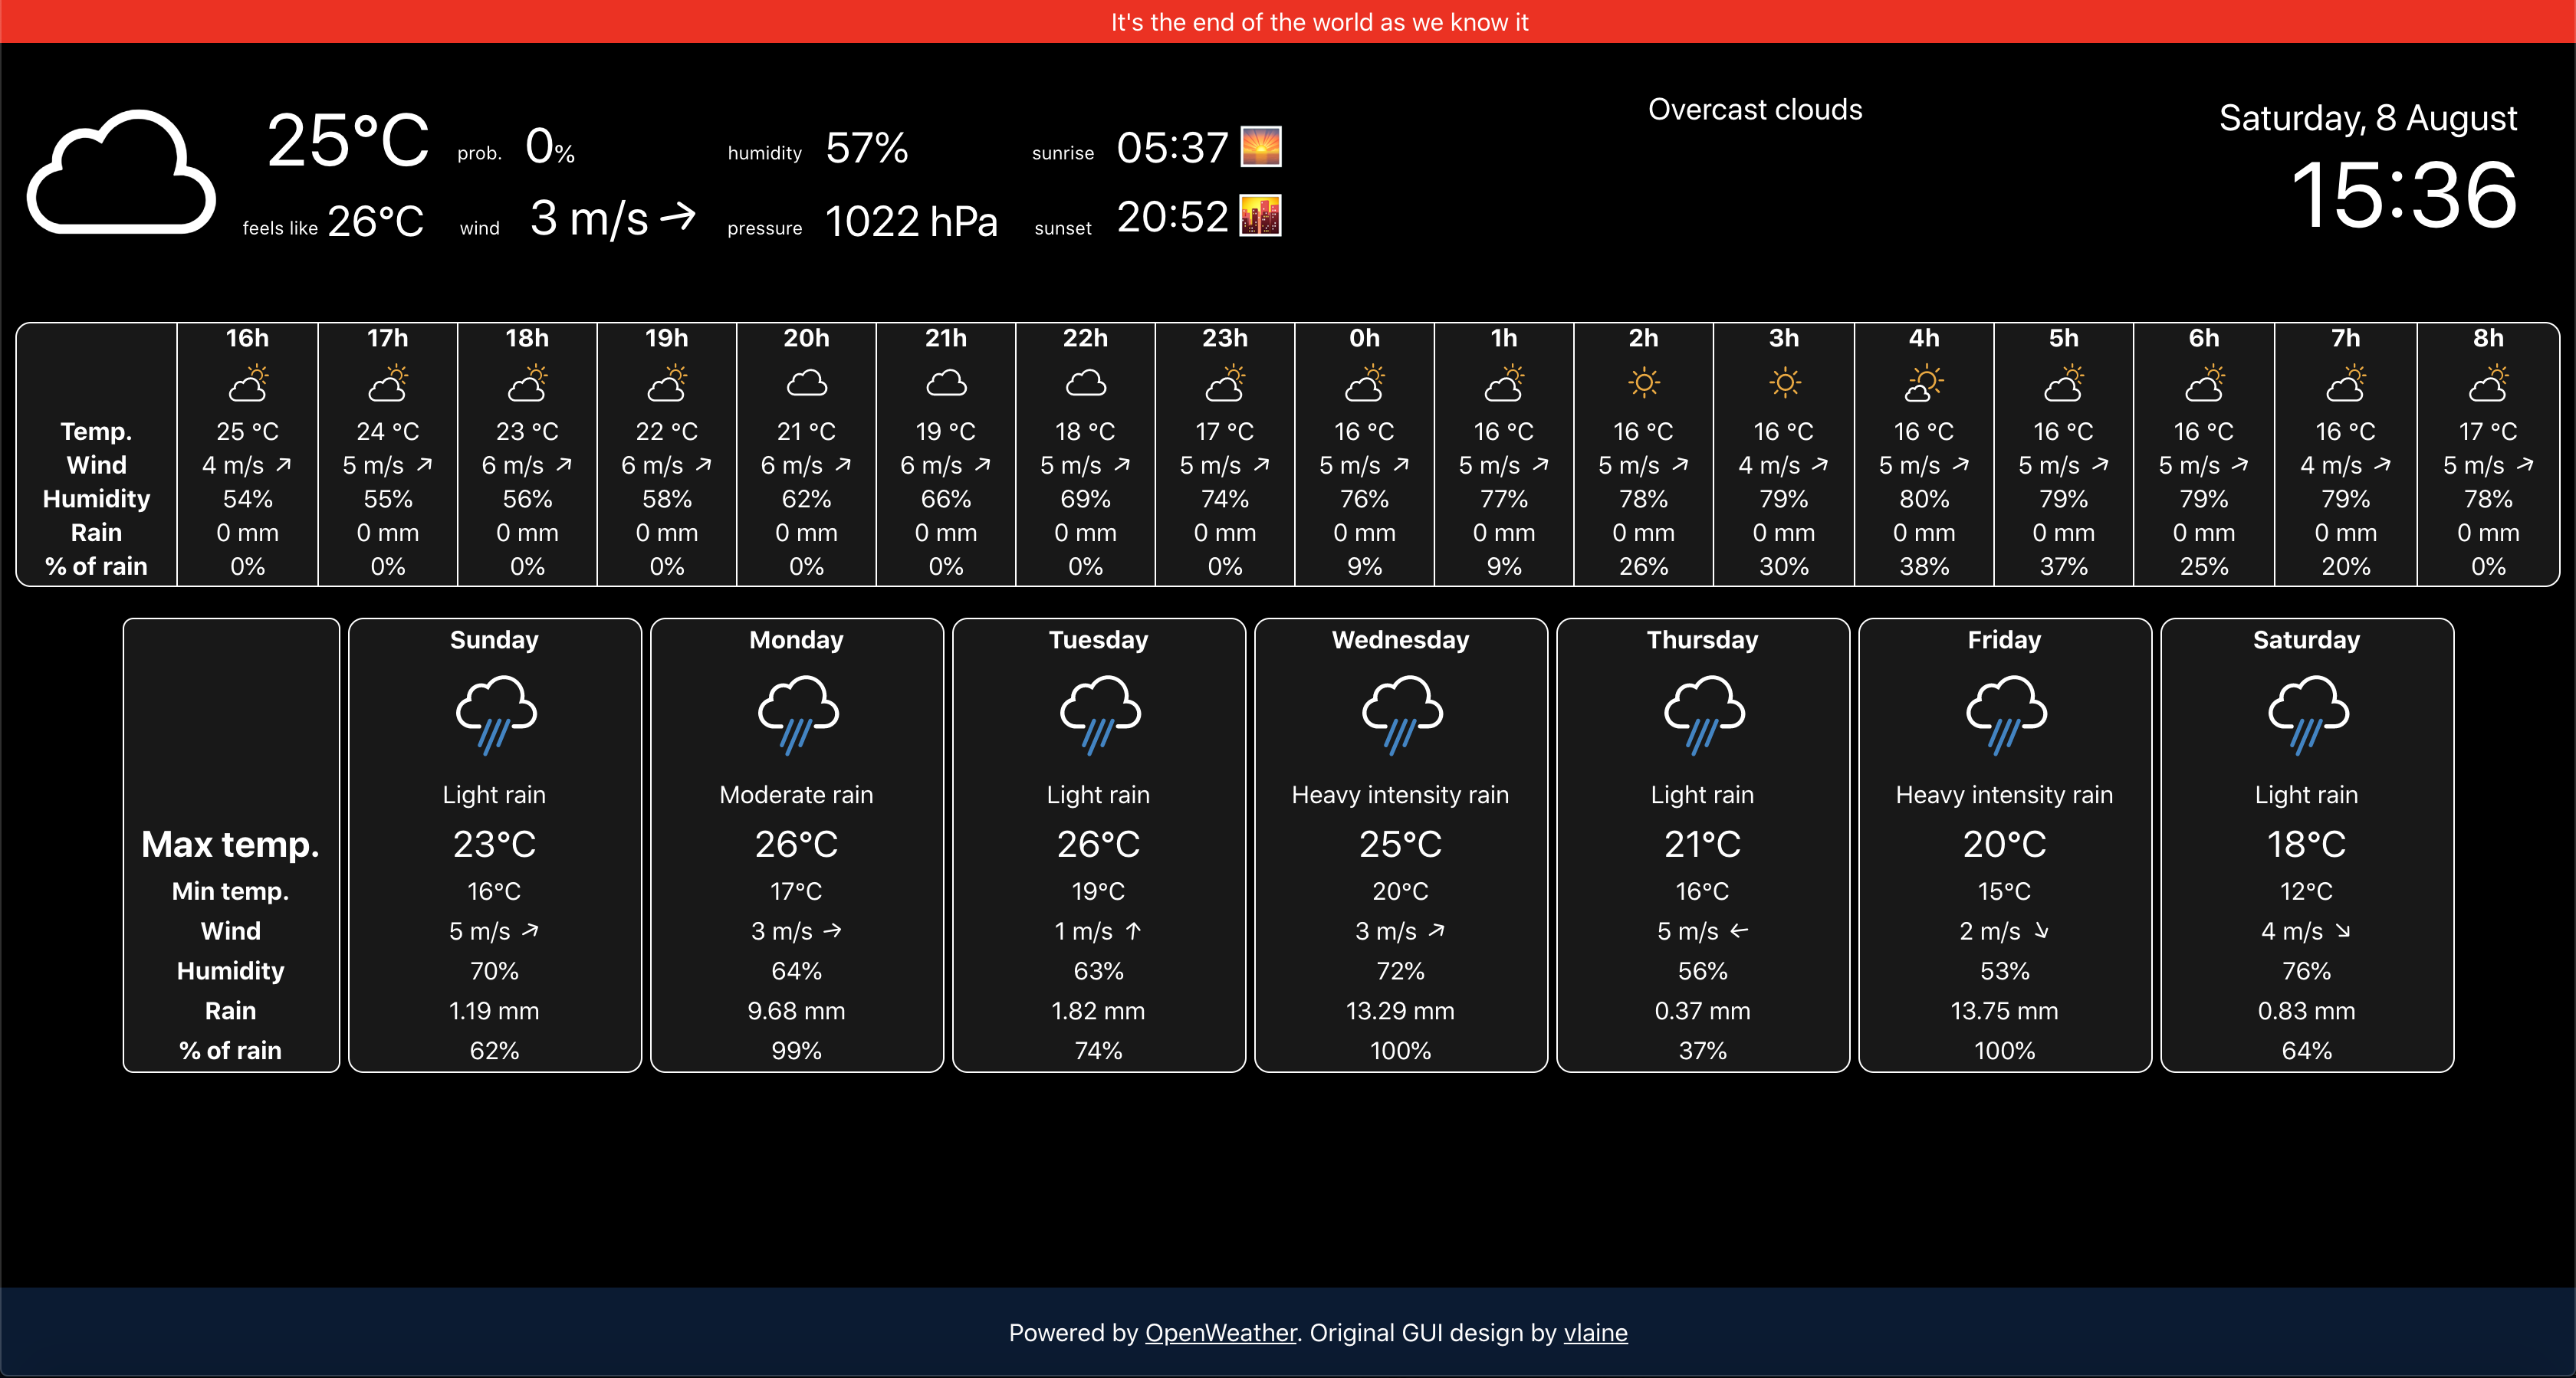 It's the end of the world as we know it
Overcast clouds
Saturday, 8 August
25°C prob. 0% humidity 57% sunrise 05:37
15:36
feels like 26°C wind 3 m/s → pressure 1022 hPa sunset 20:52
16h 17h 18h 19h 20h 21h 22h 23h 0h 1h 2h 3h 4h 5h 6h 7h 8h
Temp. 25 °C 24 °C 23 °C 22 °C 21 °C 19 °C 18 °C 17 °C 16 °C 16 °C 16 °C 16 °C 16 °C 16 °C 16 °C 16 °C 17 °C
Wind 4 m/s 5 m/s 6 m/s 6 m/s 6 m/s 6 m/s 5 m/s 5 m/s 5 m/s 5 m/s 5 m/s 4 m/s 5 m/s 5 m/s 5 m/s 4 m/s 5 m/s
Humidity 54% 55% 56% 58% 62% 66% 69% 74% 76% 77% 78% 79% 80% 79% 79% 79% 78%
Rain 0 mm 0 mm 0 mm 0 mm 0 mm 0 mm 0 mm 0 mm 0 mm 0 mm 0 mm 0 mm 0 mm 0 mm 0 mm 0 mm 0 mm
% of rain 0% 0% 0% 0% 0% 0% 0% 0% 9% 9% 26% 30% 38% 37% 25% 20% 0%
Sunday Monday Tuesday Wednesday Thursday Friday Saturday
Light rain Moderate rain Light rain Heavy intensity rain Light rain Heavy intensity rain Light rain
Max temp. 23°C 26°C 26°C 25°C 21°C 20°C 18°C
Min temp. 16°C 17°C 19°C 20°C 16°C 15°C 12°C
Wind 5 m/s 3 m/s 1 m/s 3 m/s 5 m/s 2 m/s 4 m/s
Humidity 70% 64% 63% 72% 56% 53% 76%
Rain 1.19 mm 9.68 mm 1.82 mm 13.29 mm 0.37 mm 13.75 mm 0.83 mm
% of rain 62% 99% 74% 100% 37% 100% 64%
Powered by OpenWeather. Original GUI design by vlaine